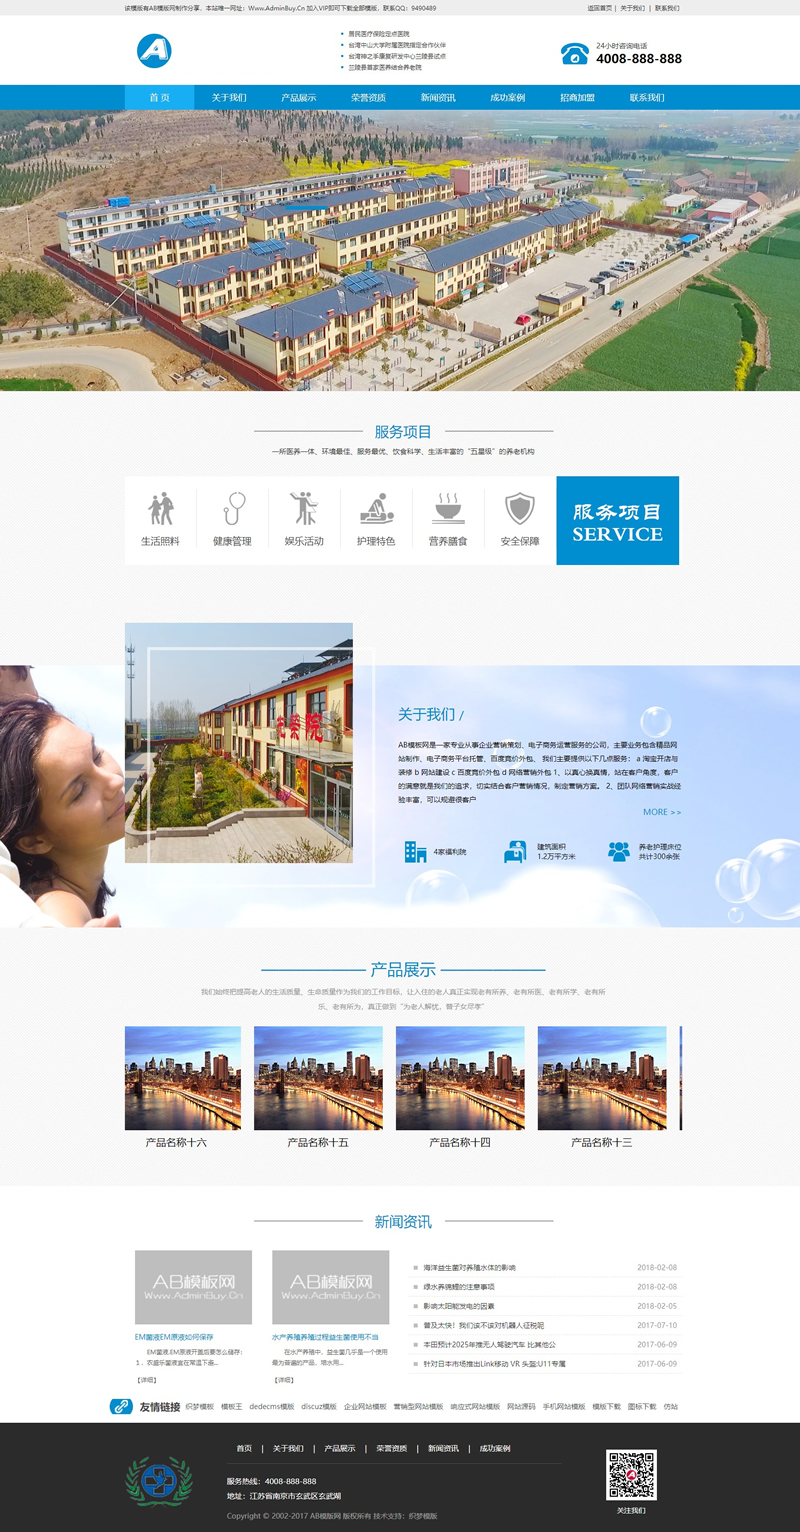 该模版有AB模版网制作分享，本站唯一网址：Www.AdminBuy.Cn 加入VIP即可下载全部模版，联系QQ：9490489
返回首页 | 关于我们 | 联系我们
A
居民医疗保险定点医院
台湾中山大学附属医院指定合作伙伴
台湾神之手康复研发中心兰陵县试点
兰陵县首家医养结合养老院
24小时咨询电话
4008-888-888
首 页 关于我们 产品展示 荣誉资质 新闻资讯 成功案例 招商加盟 联系我们
服务项目
一所医养一体、环境最佳、服务最优、饮食科学、生活丰富的“五星级”的养老机构
生活照料 健康管理 娱乐活动 护理特色 营养膳食 安全保障
服务项目
SERVICE
关于我们 /
AB模板网是一家专业从事企业营销策划、电子商务运营服务的公司，主要业务包含精品网
站制作、电子商务平台托管、百度竞价外包、 我们主要提供以下几点服务： a 淘宝开店与
装修 b 网站建设 c 百度竞价外包 d 网络营销外包 1、以真心换真情，站在客户角度，客户
的满意就是我们的追求，切实结合客户营销情况，制定营销方案。 2、团队网络营销实战经
验丰富，可以规避很客户
MORE >>
4家福利院
建筑面积
1.2万平方米
养老护理床位
共计300余张
产品展示
我们始终把提高老人的生活质量、生命质量作为我们的工作目标，让入住的老人真正实现老有所养、老有所医、老有所学、老有所
乐、老有所为，真正做到“为老人解忧，替子女尽孝”
产品名称十六 产品名称十五 产品名称十四 产品名称十三
新闻资讯
AB模板网
Www.AdminBuy.Cn
AB模板网
Www.AdminBuy.Cn
EM菌液,EM原液如何保存
EM菌液,EM原液开盖后要怎么储存：
1 、农盛乐菌液宜在常温下避...
[详细]
水产养殖养殖过程益生菌使用不当
在水产养殖中，益生菌几乎是一个使用
最为普遍的产品，培水用...
[详细]
海洋益生菌对养殖水体的影响 2018-02-08
绿水养锦鲤的注意事项 2018-02-08
影响太阳能发电的因素 2018-02-05
普及太快！我们该不该对机器人征税呢 2017-07-10
本田预计2025年推无人驾驶汽车 比其他公 2017-06-09
针对日本市场推出Link移动 VR 头盔:U11专属 2017-06-09
友情链接 织梦模板 模板王 dedecms模版 discuz模版 企业网站模板 营销型网站模版 响应式网站模版 网站源码 手机网站模板 模版下载 图标下载 仿站
首页 | 关于我们 | 产品展示 | 荣誉资质 | 新闻资讯 | 成功案例
服务热线：4008-888-888
地址：江苏省南京市玄武区玄武湖
Copyright © 2002-2017 AB模版网 版权所有 技术支持：织梦模版
关注我们